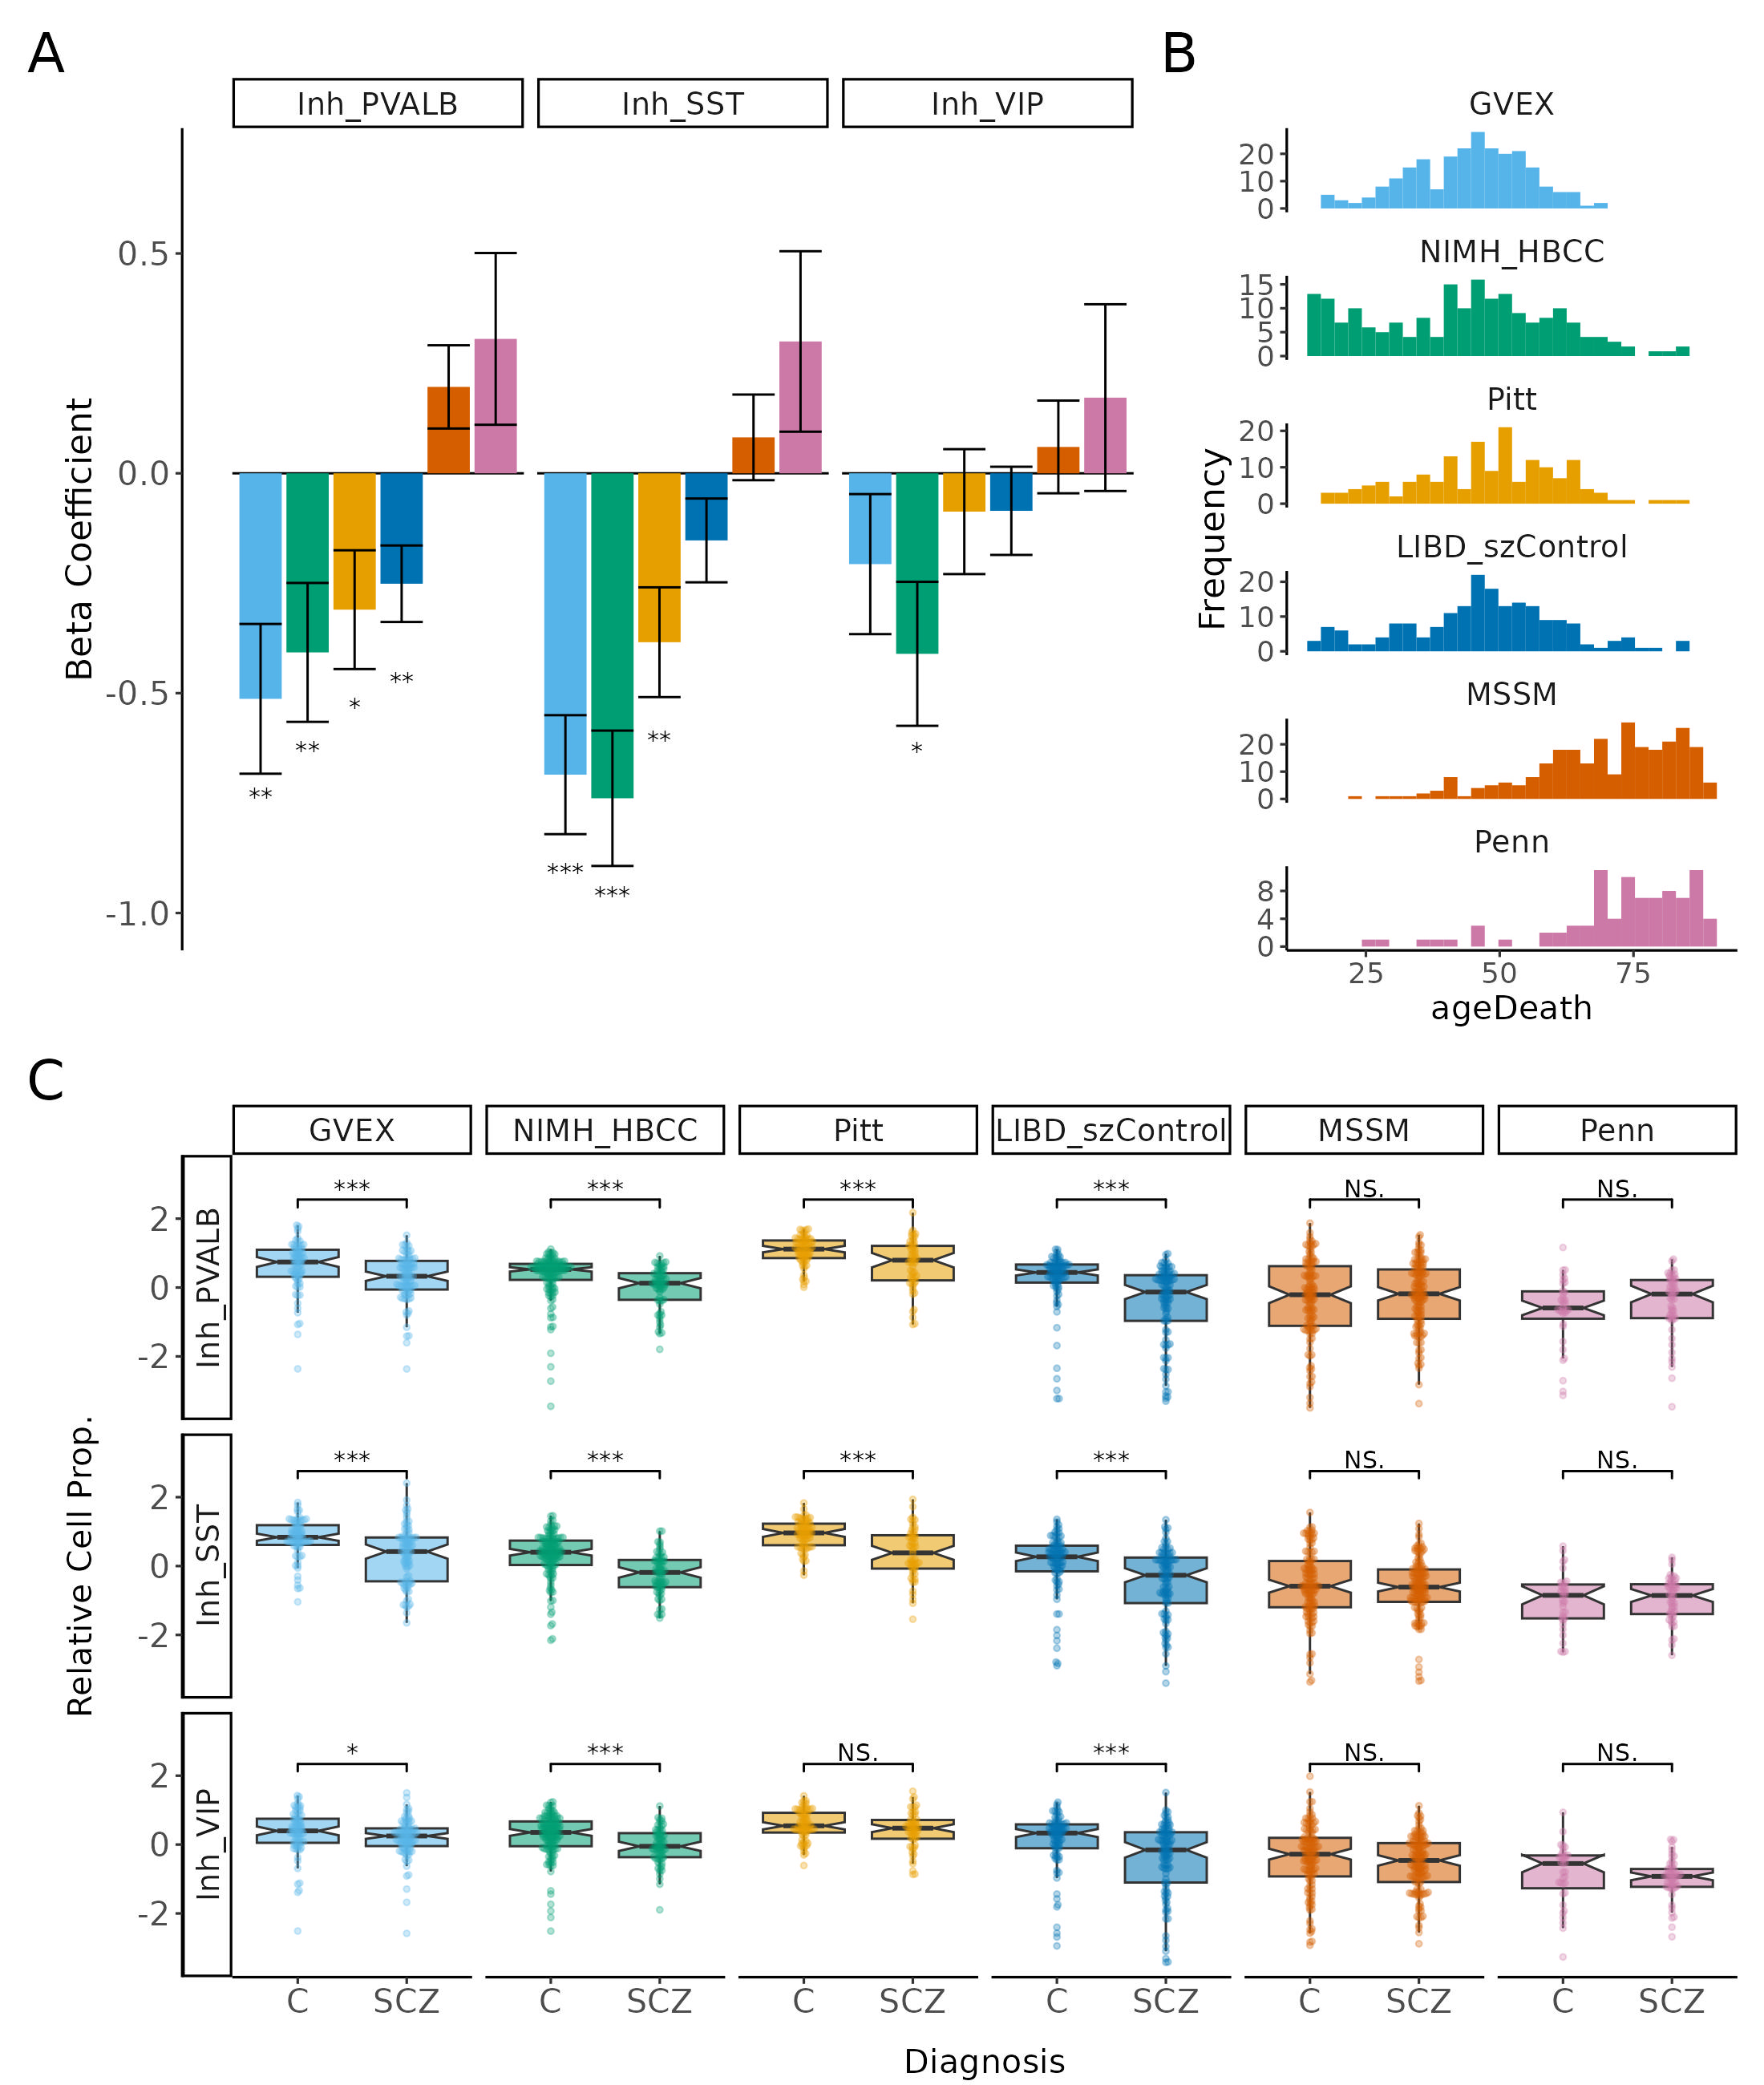 A
Inh_PVALB Inh_SST Inh_VIP
Beta Coefficient
0.5
0.0
-0.5
-1.0
** ** * **
*** *** **
*
B
Frequency
GVEX
20
10
0
NIMH_HBCC
15
10
5
0
Pitt
20
10
0
LIBD_szControl
20
10
0
MSSM
20
10
0
Penn
8
4
0
25 50 75
ageDeath
C
GVEX NIMH_HBCC Pitt LIBD_szControl MSSM Penn
Relative Cell Prop.
Inh_PVALB
*** *** *** *** NS. NS.
2
0
-2
Inh_SST
*** *** *** *** NS. NS.
2
0
-2
Inh_VIP
* *** NS. *** NS. NS.
2
0
-2
C SCZ C SCZ C SCZ C SCZ C SCZ C SCZ
Diagnosis